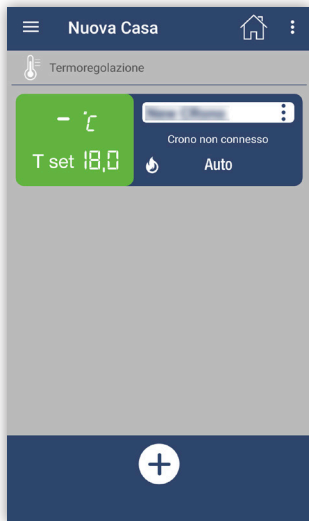 Nuova Casa
Termoregolazione
- °C
Crono non connesso
T set 18,0
Auto